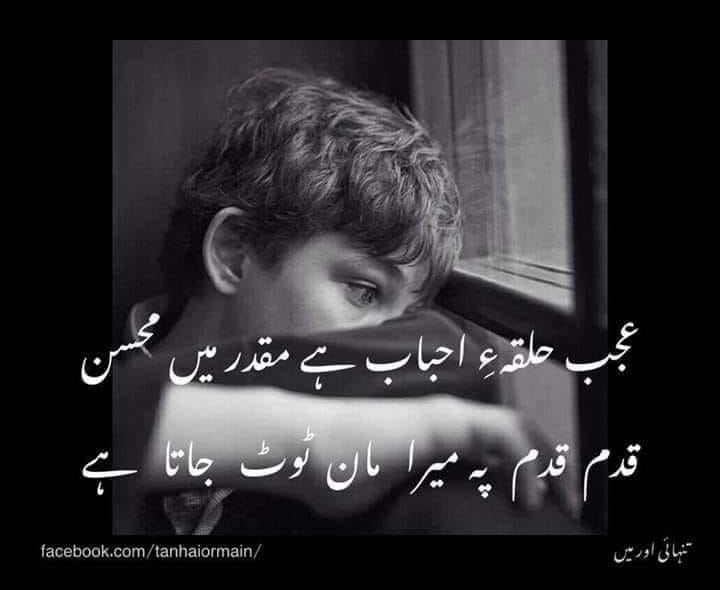 عجب حلقہءِ احباب ہے مقدر میں محسن
قدم قدم پہ میرا مان ٹوٹ جاتا ہے
facebook.com/tanhaiormain/
تنہائی اور میں